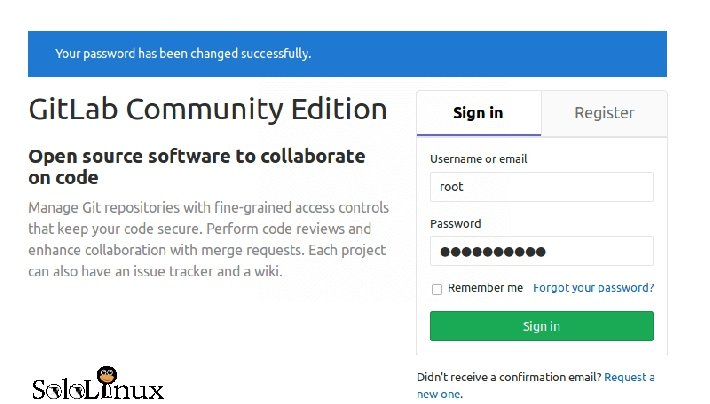 Your password has been changed successfully.
GitLab Community Edition
Open source software to collaborate
on code
Manage Git repositories with fine-grained access controls
that keep your code secure. Perform code reviews and
enhance collaboration with merge requests. Each project
can also have an issue tracker and a wiki.
Sign in Register
Username or email
root
Password
Remember me Forgot your password?
Sign in
Didn't receive a confirmation email? Request a
new one.
SoloLinux